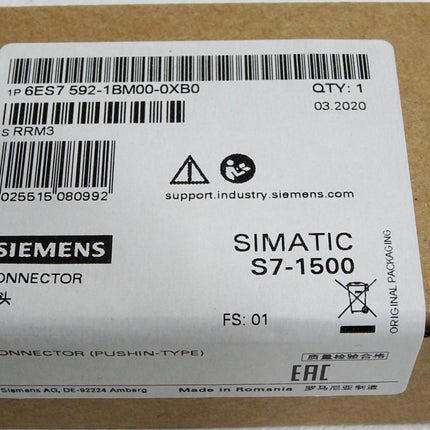 1P 6ES7 592-1BM00-0XB0 QTY: 1
03.2020
S RRM3
025515 080992
support.industry.siemens.com
SIEMENS
SIMATIC
S7-1500
ONNECTOR
头
ORIGINAL PACKAGING
FS: 01
ONNECTOR (PUSHIN-TYPE)
质量检验合格
EAC
Siemens AG, DE-92224 Amberg
Made in Romania
罗马尼亚制造